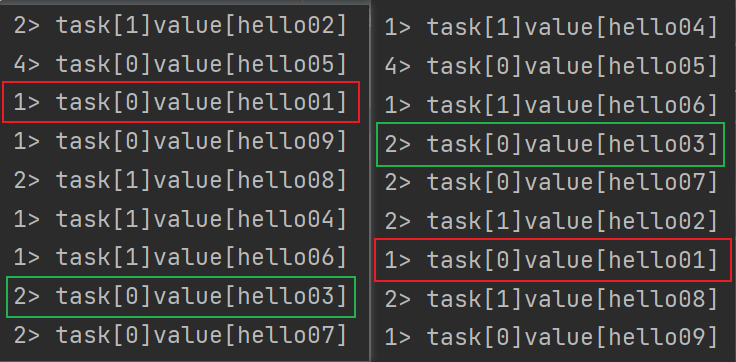 2> task[1]value[hello02]
4> task[0]value[hello05]
1> task[0]value[hello01]
1> task[0]value[hello09]
2> task[1]value[hello08]
1> task[1]value[hello04]
1> task[1]value[hello06]
2> task[0]value[hello03]
2> task[0]value[hello07]
1> task[1]value[hello04]
4> task[0]value[hello05]
1> task[1]value[hello06]
2> task[0]value[hello03]
2> task[0]value[hello07]
2> task[1]value[hello02]
1> task[0]value[hello01]
2> task[1]value[hello08]
1> task[0]value[hello09]